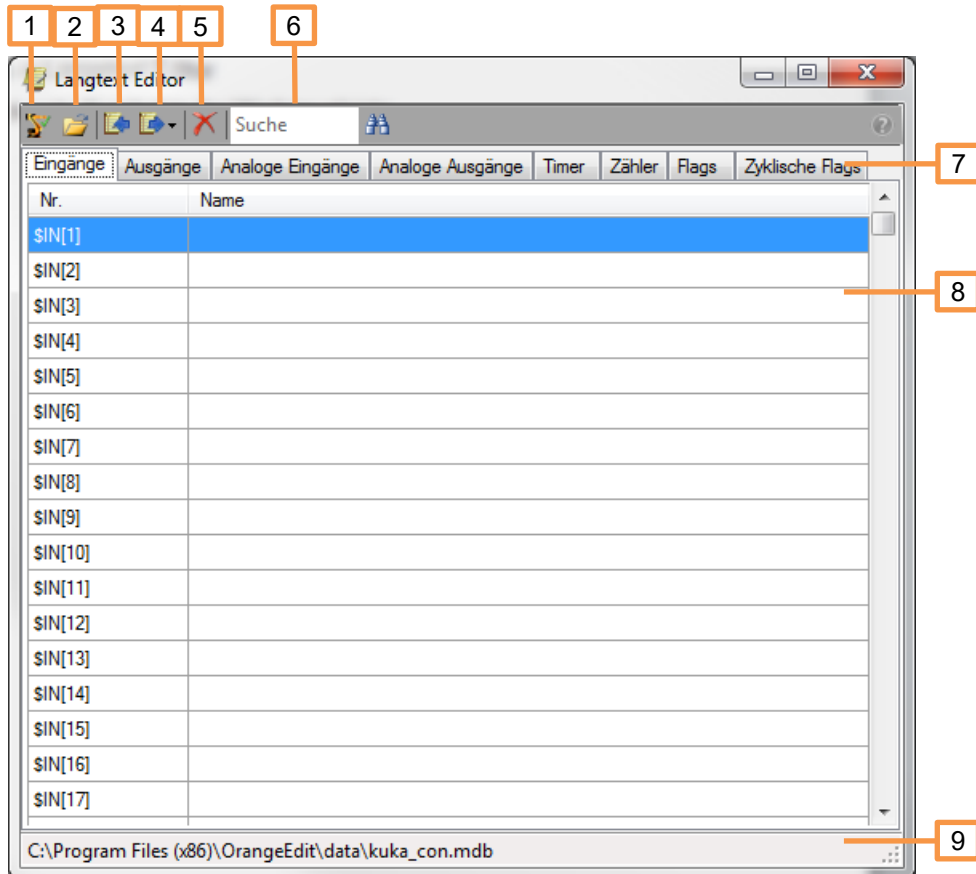 1 2 3 4 5 6
Langtext Editor
Suche
Eingänge Ausgänge Analoge Eingänge Analoge Ausgänge Timer Zähler Flags Zyklische Flags
7
Nr. Name
$IN[1]
$IN[2]
$IN[3]
8
$IN[4]
$IN[5]
$IN[6]
$IN[7]
$IN[8]
$IN[9]
$IN[10]
$IN[11]
$IN[12]
$IN[13]
$IN[14]
$IN[15]
$IN[16]
$IN[17]
C:\Program Files (x86)\OrangeEdit\data\kuka_con.mdb
9